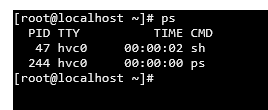 [root@localhost ~]# ps
  PID TTY          TIME CMD
   47 hvc0     00:00:02 sh
  244 hvc0     00:00:00 ps
[root@localhost ~]#